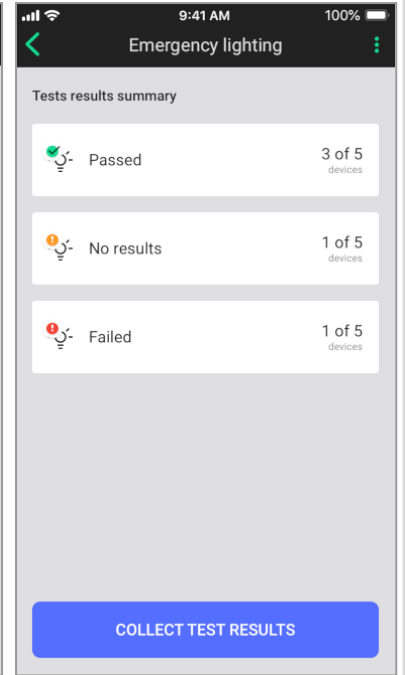 9:41 AM
100%
Emergency lighting
Tests results summary
Passed
3 of 5
devices
No results
1 of 5
devices
Failed
1 of 5
devices
COLLECT TEST RESULTS